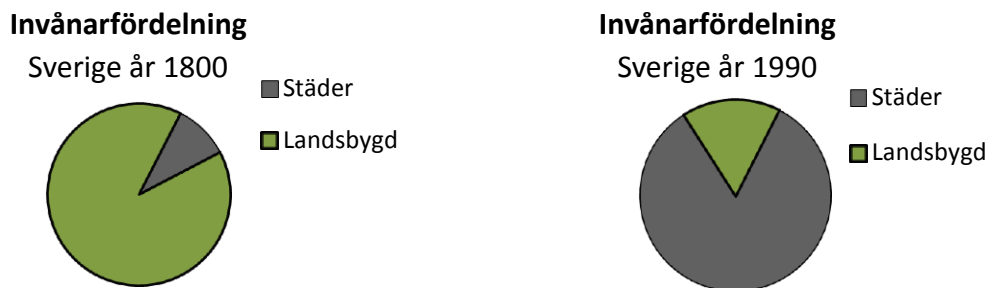 Invånarfördelning
Sverige år 1800
Städer
Landsbygd
Invånarfördelning
Sverige år 1990
Städer
Landsbygd